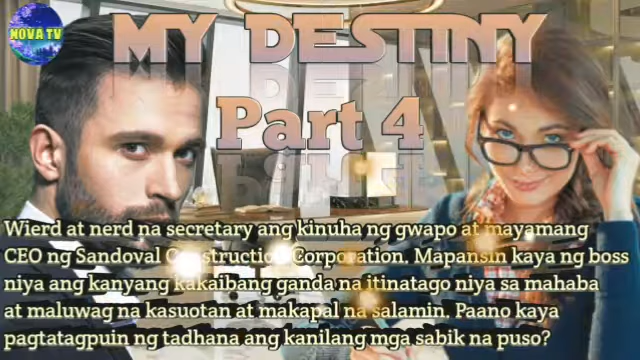 NOVA TV
MY DESTINY
Part 4
Wierd at nerd na secretary ang kinuha ng gwapo at mayamang
CEO ng Sandoval Construction Corporation. Mapansin kaya ng boss
niya ang kanyang kakaibang ganda na itinatago niya sa mahaba
at maluwag na kasuotan at makapal na salamin. Paano kaya
pagtatagpuin ng tadhana ang kanilang mga sabik na puso?